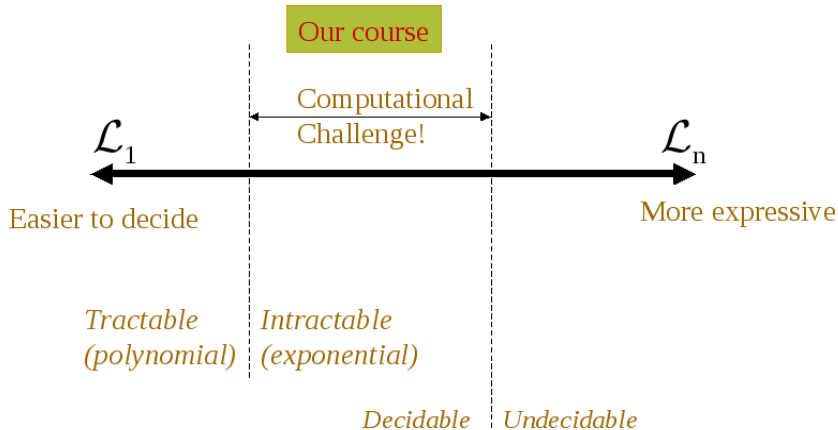 Our course
Computational
Challenge!
ℒ1
ℒn
Easier to decide
More expressive
Tractable
(polynomial)
Intractable
(exponential)
Decidable
Undecidable